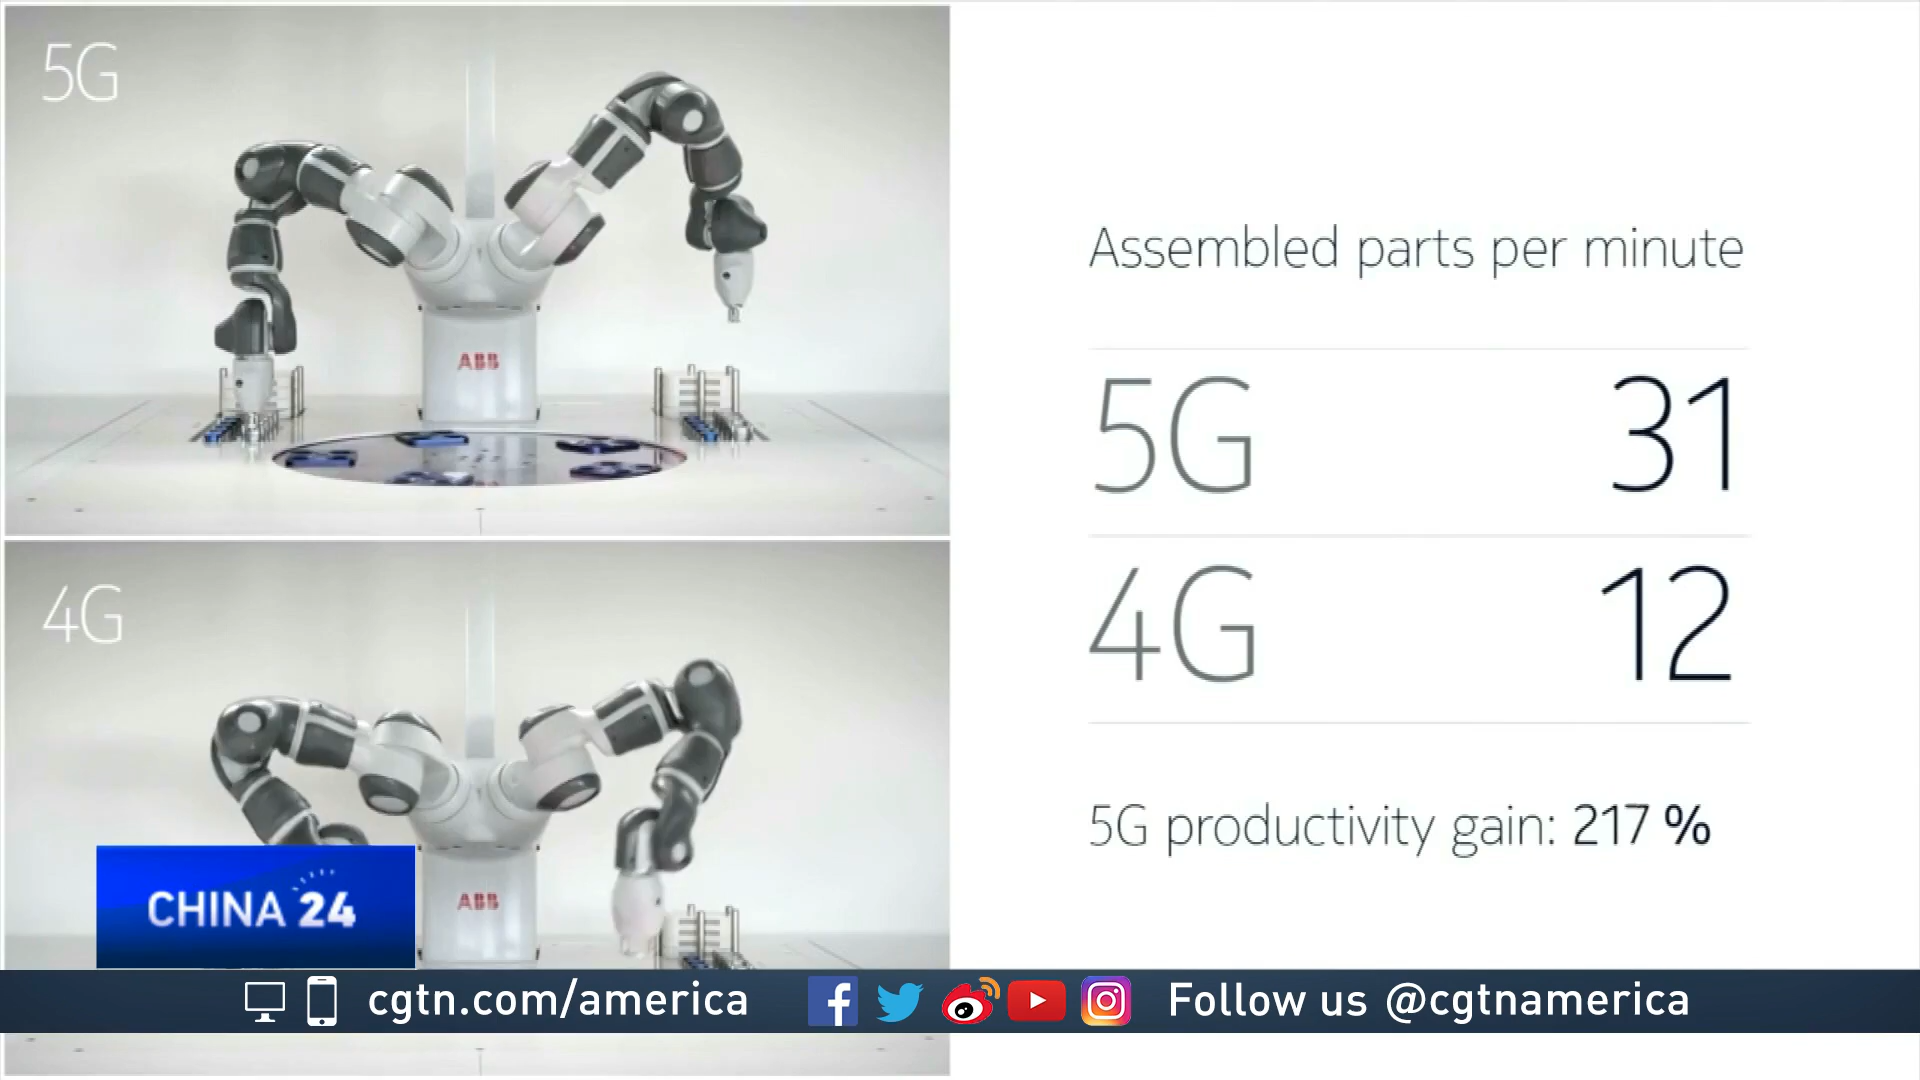 5G
ABB
4G
ABB
Assembled parts per minute
5G 31
4G 12
5G productivity gain: 217 %
CHINA 24
cgtn.com/america
Follow us @cgtnamerica